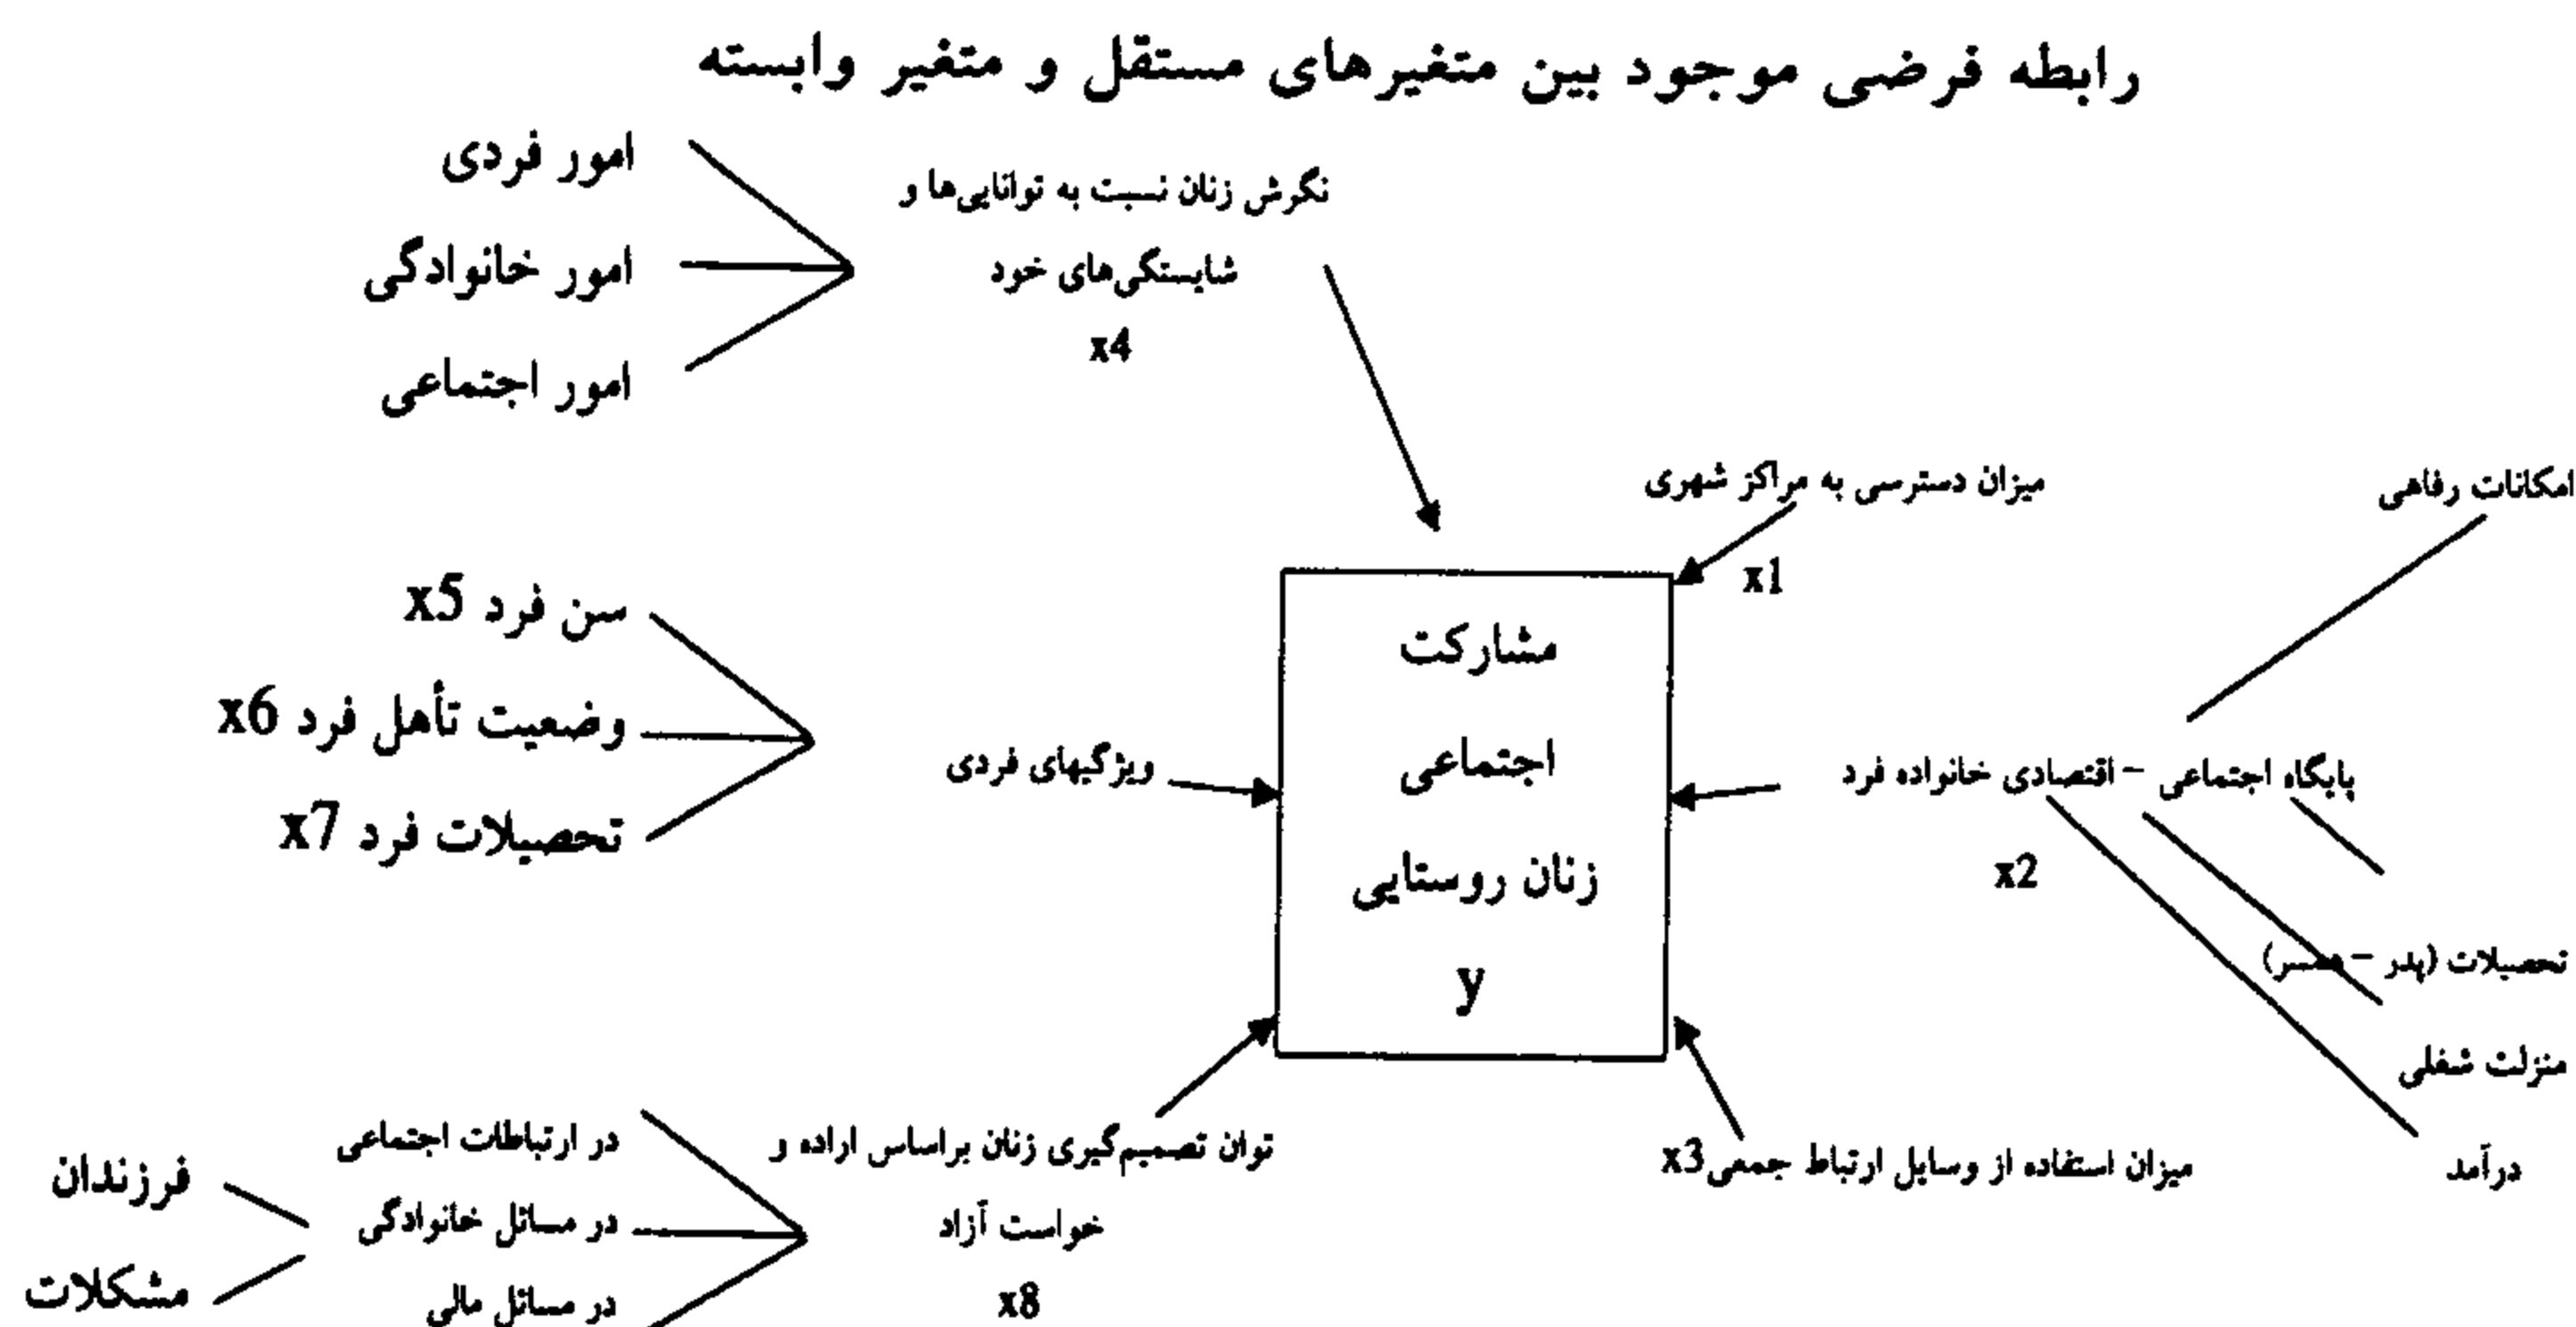 رابطه فرضی موجود بین متغیرهای مستقل و متغیر وابسته
امور فردی
امور خانوادگی
امور اجتماعی
نگرش زنان نسبت به توانایی‌ها و
شایستگی‌های خود
x4
میزان دسترسی به مراکز شهری
x1
امکانات رفاهی
سن فرد x5
وضعیت تأهل فرد x6
تحصیلات فرد x7
ویژگیهای فردی
مشارکت
اجتماعی
زنان روستایی
y
پایگاه اجتماعی – اقتصادی خانواده فرد
x2
تحصیلات (پدر – همسر)
منزلت شغلی
درآمد
میزان استفاده از وسایل ارتباط جمعی x3
توان تصمیم‌گیری زنان براساس اراده و
خواست آزاد
x8
در ارتباطات اجتماعی
در مسائل خانوادگی
در مسائل مالی
فرزندان
مشکلات